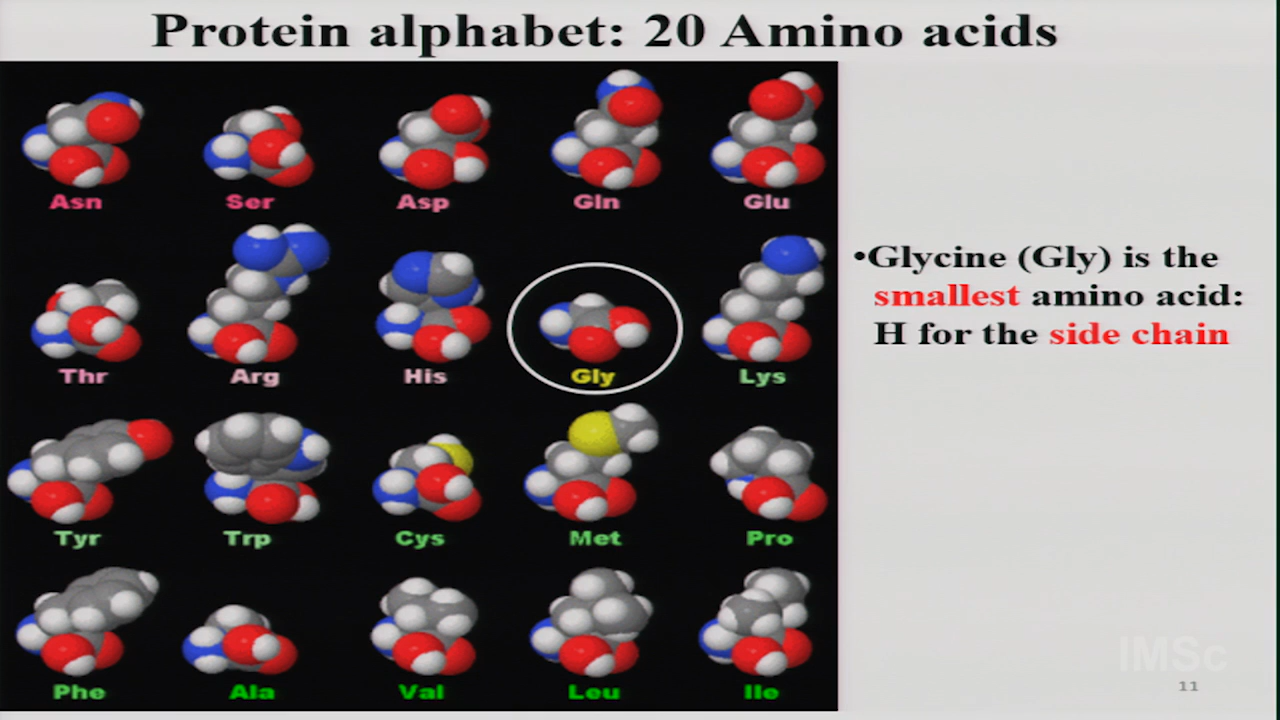 Protein alphabet: 20 Amino acids
Asn Ser Asp Gln Glu
•Glycine (Gly) is the
smallest amino acid:
H for the side chain
Thr Arg His Gly Lys
Tyr Trp Cys Met Pro
Phe Ala Val Leu Ile
IMSc
11